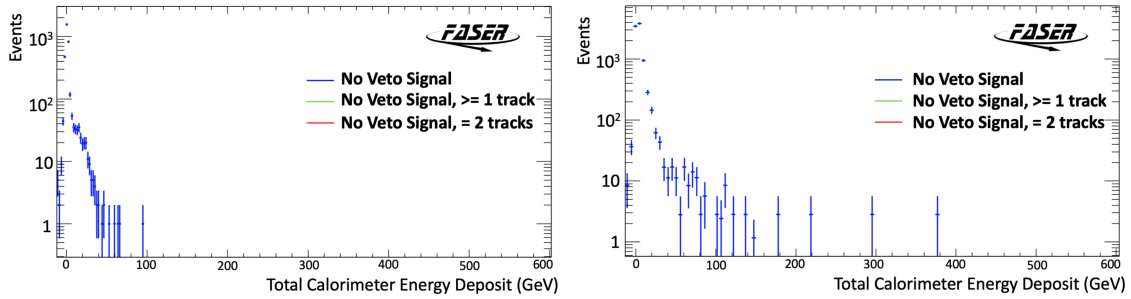 Events
10³
10²
10
1
FASER
No Veto Signal
No Veto Signal, >= 1 track
No Veto Signal, = 2 tracks
0 100 200 300 400 500 600
Total Calorimeter Energy Deposit (GeV)
Events
10³
10²
10
1
FASER
No Veto Signal
No Veto Signal, >= 1 track
No Veto Signal, = 2 tracks
0 100 200 300 400 500 600
Total Calorimeter Energy Deposit (GeV)